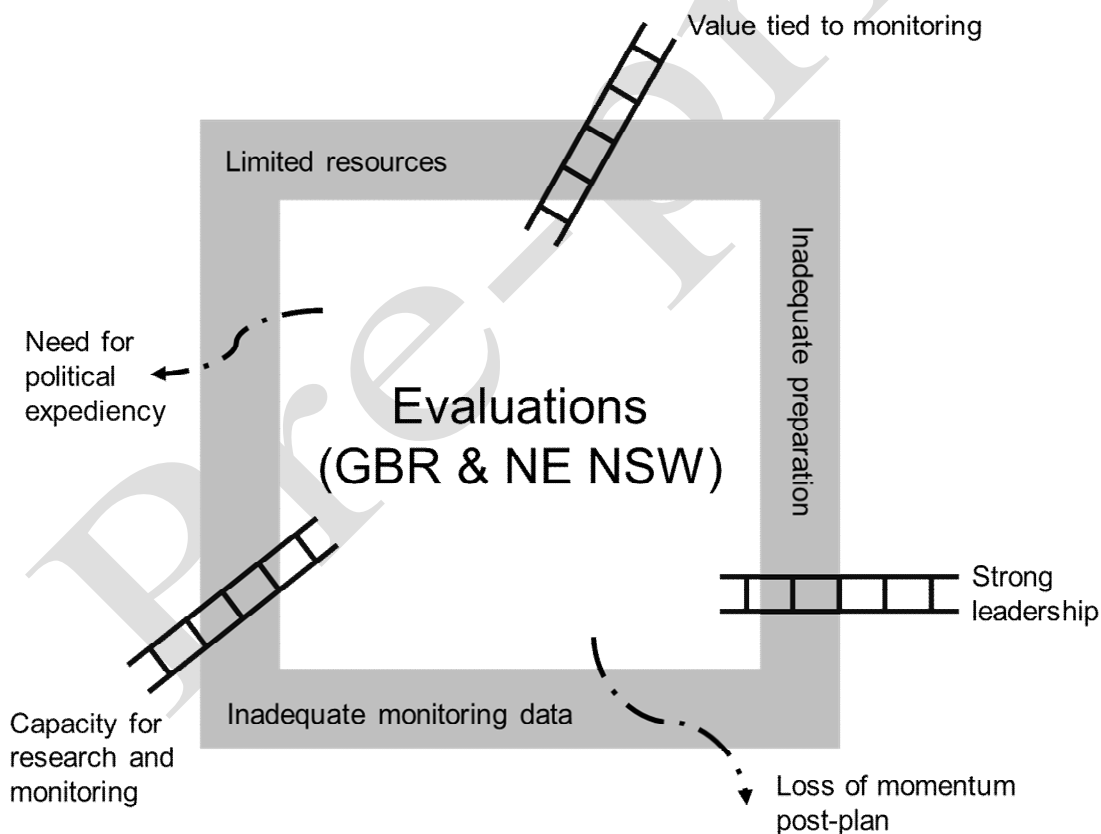 Value tied to monitoring
Limited resources
Inadequate preparation
Need for
political
expediency
Evaluations
(GBR & NE NSW)
Strong
leadership
Inadequate monitoring data
Capacity for
research and
monitoring
Loss of momentum
post-plan
Pre-pr